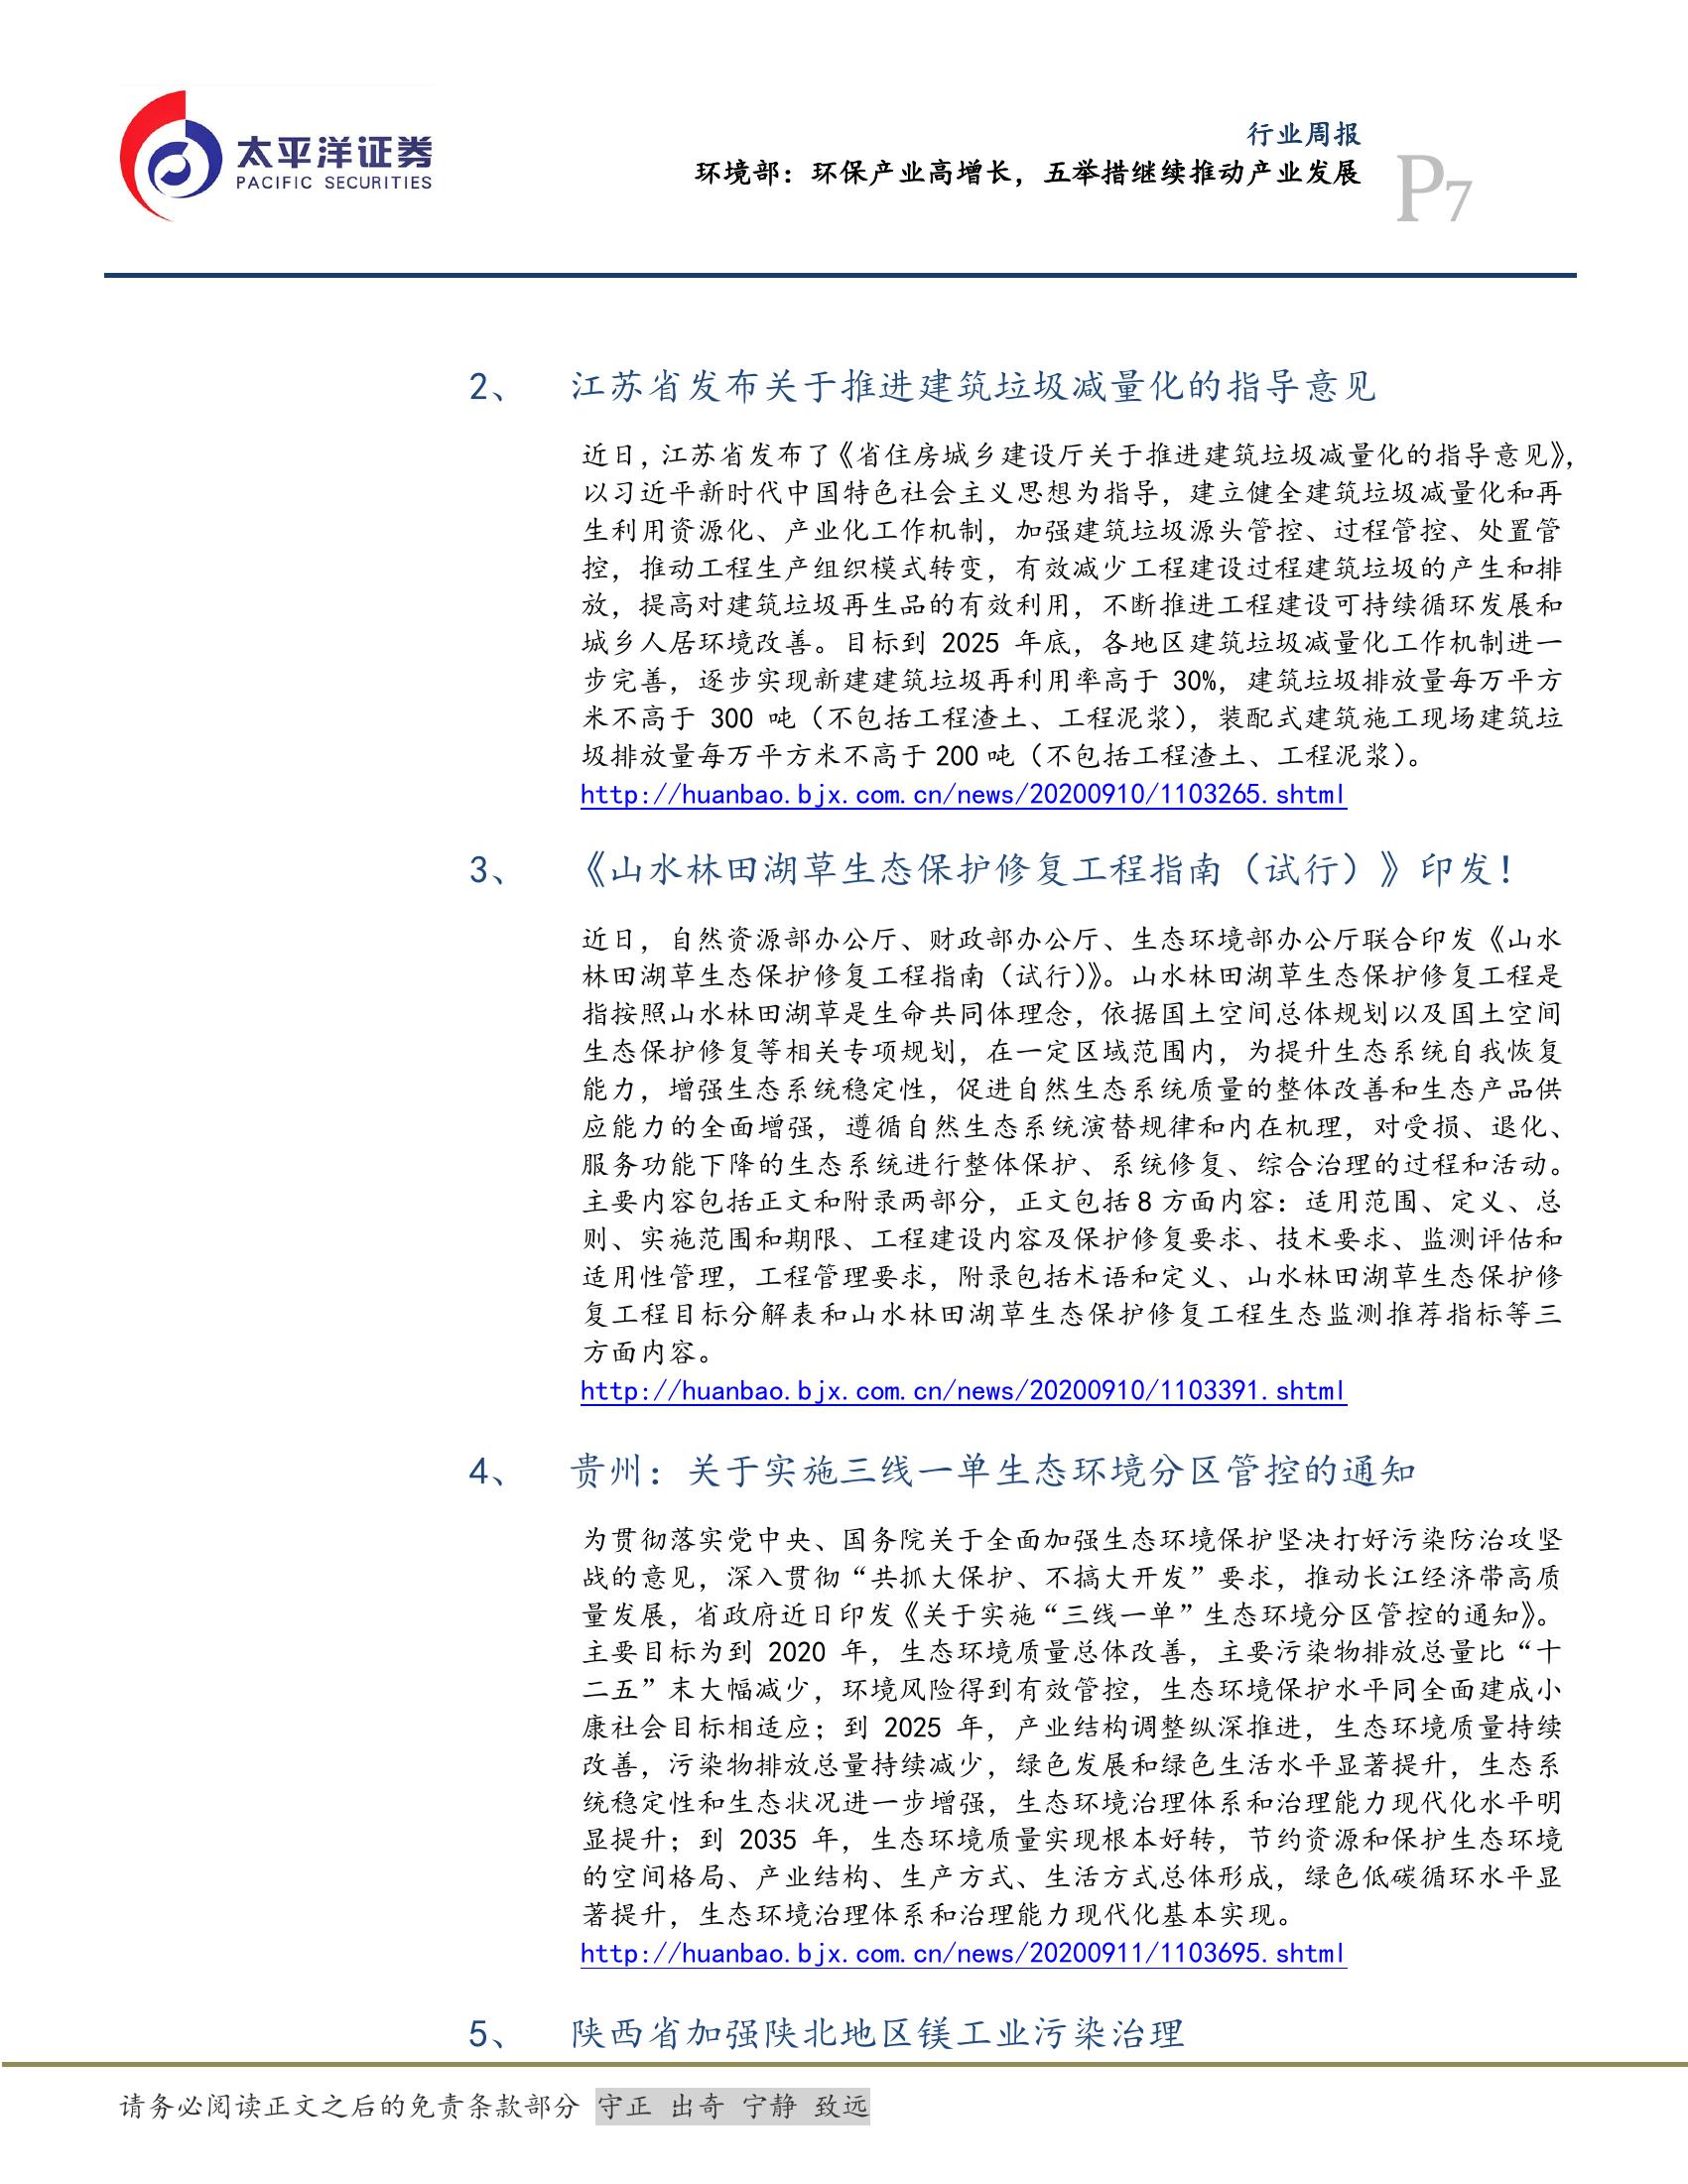 太平洋证券
PACIFIC SECURITIES
行业周报
环境部：环保产业高增长，五举措继续推动产业发展
P7
2、 江苏省发布关于推进建筑垃圾减量化的指导意见
近日，江苏省发布了《省住房城乡建设厅关于推进建筑垃圾减量化的指导意见》，
以习近平新时代中国特色社会主义思想为指导，建立健全建筑垃圾减量化和再
生利用资源化、产业化工作机制，加强建筑垃圾源头管控、过程管控、处置管
控，推动工程生产组织模式转变，有效减少工程建设过程建筑垃圾的产生和排
放，提高对建筑垃圾再生品的有效利用，不断推进工程建设可持续循环发展和
城乡人居环境改善。目标到 2025 年底，各地区建筑垃圾减量化工作机制进一
步完善，逐步实现新建建筑垃圾再利用率高于 30%，建筑垃圾排放量每万平方
米不高于 300 吨（不包括工程渣土、工程泥浆），装配式建筑施工现场建筑垃
圾排放量每万平方米不高于 200 吨（不包括工程渣土、工程泥浆）。
http://huanbao.bjx.com.cn/news/20200910/1103265.shtml
3、 《山水林田湖草生态保护修复工程指南（试行）》印发！
近日，自然资源部办公厅、财政部办公厅、生态环境部办公厅联合印发《山水
林田湖草生态保护修复工程指南（试行）》。山水林田湖草生态保护修复工程是
指按照山水林田湖草是生命共同体理念，依据国土空间总体规划以及国土空间
生态保护修复等相关专项规划，在一定区域范围内，为提升生态系统自我恢复
能力，增强生态系统稳定性，促进自然生态系统质量的整体改善和生态产品供
应能力的全面增强，遵循自然生态系统演替规律和内在机理，对受损、退化、
服务功能下降的生态系统进行整体保护、系统修复、综合治理的过程和活动。
主要内容包括正文和附录两部分，正文包括 8 方面内容：适用范围、定义、总
则、实施范围和期限、工程建设内容及保护修复要求、技术要求、监测评估和
适用性管理，工程管理要求，附录包括术语和定义、山水林田湖草生态保护修
复工程目标分解表和山水林田湖草生态保护修复工程生态监测推荐指标等三
方面内容。
http://huanbao.bjx.com.cn/news/20200910/1103391.shtml
4、 贵州：关于实施三线一单生态环境分区管控的通知
为贯彻落实党中央、国务院关于全面加强生态环境保护坚决打好污染防治攻坚
战的意见，深入贯彻“共抓大保护、不搞大开发”要求，推动长江经济带高质
量发展，省政府近日印发《关于实施“三线一单”生态环境分区管控的通知》。
主要目标为到 2020 年，生态环境质量总体改善，主要污染物排放总量比“十
二五”末大幅减少，环境风险得到有效管控，生态环境保护水平同全面建成小
康社会目标相适应；到 2025 年，产业结构调整纵深推进，生态环境质量持续
改善，污染物排放总量持续减少，绿色发展和绿色生活水平显著提升，生态系
统稳定性和生态状况进一步增强，生态环境治理体系和治理能力现代化水平明
显提升；到 2035 年，生态环境质量实现根本好转，节约资源和保护生态环境
的空间格局、产业结构、生产方式、生活方式总体形成，绿色低碳循环水平显
著提升，生态环境治理体系和治理能力现代化基本实现。
http://huanbao.bjx.com.cn/news/20200911/1103695.shtml
5、 陕西省加强陕北地区镁工业污染治理
请务必阅读正文之后的免责条款部分 守正 出奇 宁静 致远